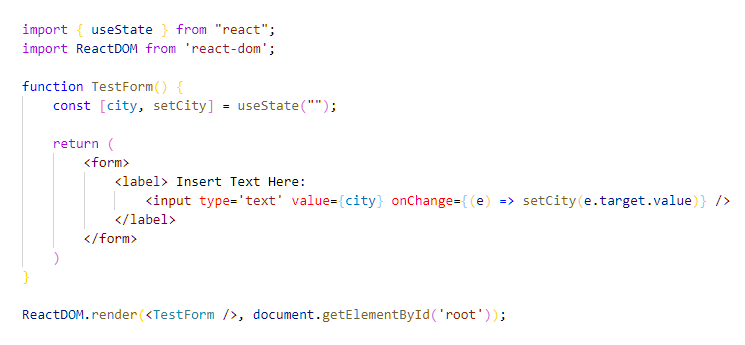 import { useState } from "react";
import ReactDOM from 'react-dom';
function TestForm() {
const [city, setCity] = useState("");
return (
<form>
<label> Insert Text Here:
<input type='text' value={city} onChange={(e) => setCity(e.target.value)} />
</label>
</form>
)
}
ReactDOM.render(<TestForm />, document.getElementById('root'));